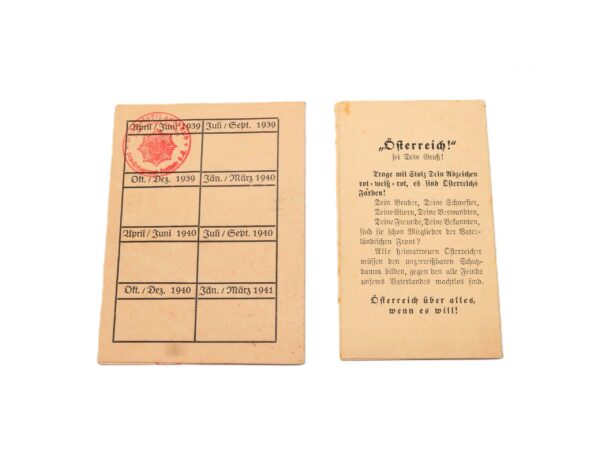 April / Juni 1939
Juli / Sept. 1939
Okt. / Dez. 1939
Jän. / März 1940
April / Juni 1940
Juli / Sept. 1940
Okt. / Dez. 1940
Jän. / März 1941
„Österreich!“
sei Dein Gruß!
Trage mit Stolz Dein Abzeichen
rot-weiß-rot, es sind Österreichs
Farben!
Dein Bruder, Deine Schwester,
Deine Eltern, Deine Verwandten,
Deine Freunde, Deine Bekannten,
sind sie schon Mitglieder der Vater-
ländischen Front?
Alle heimattreuen Österreicher
müssen den unzerreißbaren Schutz-
damm bilden, gegen den alle Feinde
unseres Vaterlandes machtlos sind.
Österreich über alles,
wenn es will!